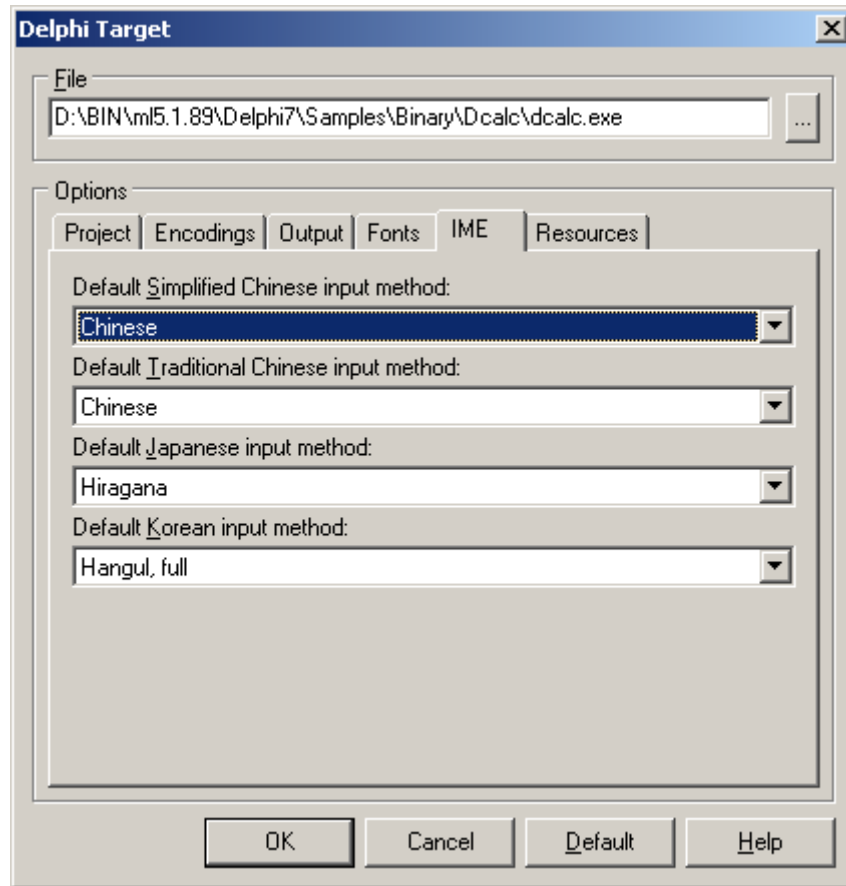 Delphi Target
File
D:\BIN\ml5.1.89\Delphi7\Samples\Binary\Dcalc\dcalc.exe ...
Options
Project Encodings Output Fonts IME Resources
Default Simplified Chinese input method:
Chinese
Default Traditional Chinese input method:
Chinese
Default Japanese input method:
Hiragana
Default Korean input method:
Hangul, full
OK Cancel Default Help